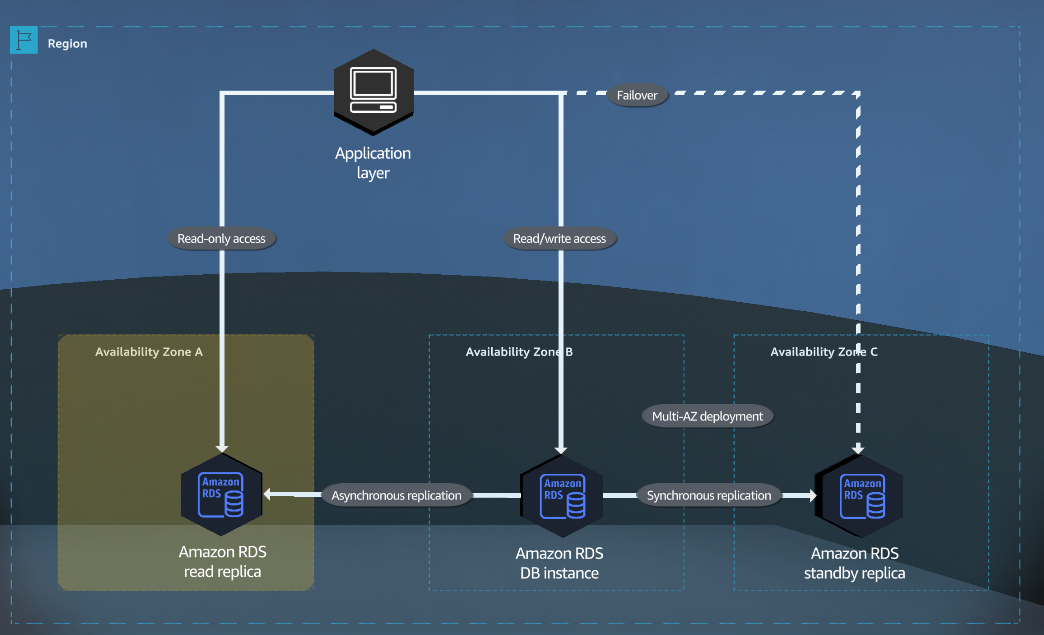 Region
Failover
Application
layer
Read-only access
Read/write access
Availability Zone A
Availability Zone B
Availability Zone C
Multi-AZ deployment
Amazon
RDS
Asynchronous replication
Amazon
RDS
Synchronous replication
Amazon
RDS
Amazon RDS
read replica
Amazon RDS
DB instance
Amazon RDS
standby replica